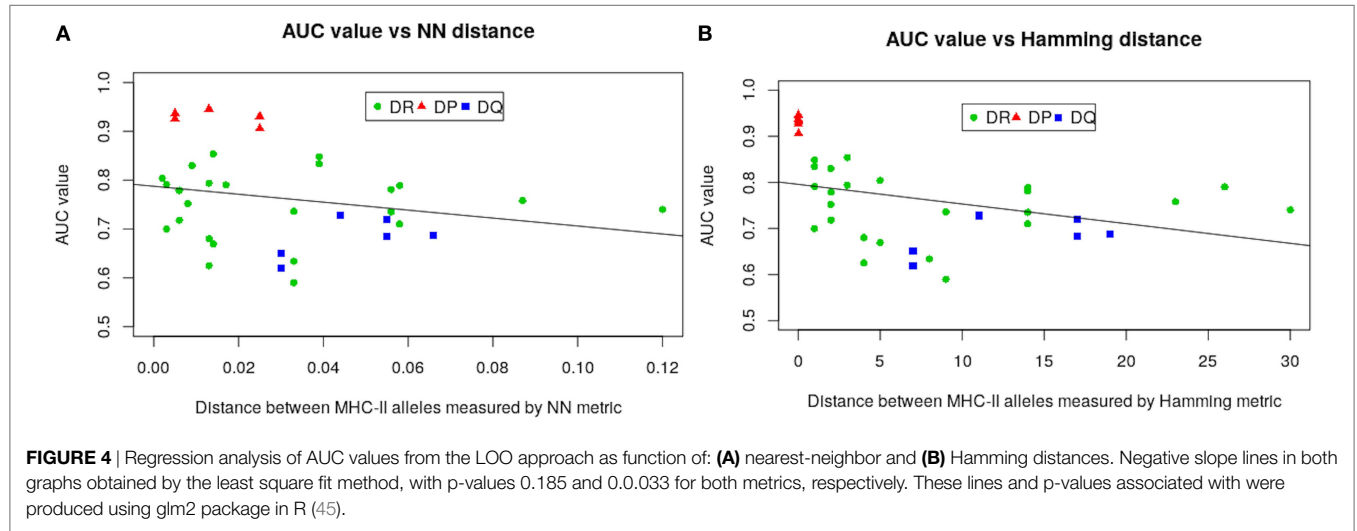 A
AUC value vs NN distance
AUC value
1.0
0.9
0.8
0.7
0.6
0.5
DR DP DQ
0.00 0.02 0.04 0.06 0.08 0.10 0.12
Distance between MHC-II alleles measured by NN metric
B
AUC value vs Hamming distance
AUC value
1.0
0.9
0.8
0.7
0.6
0.5
DR DP DQ
0 5 10 15 20 25 30
Distance between MHC-II alleles measured by Hamming metric
FIGURE 4 | Regression analysis of AUC values from the LOO approach as function of: (A) nearest-neighbor and (B) Hamming distances. Negative slope lines in both
graphs obtained by the least square fit method, with p-values 0.185 and 0.0.033 for both metrics, respectively. These lines and p-values associated with were
produced using glm2 package in R (45).